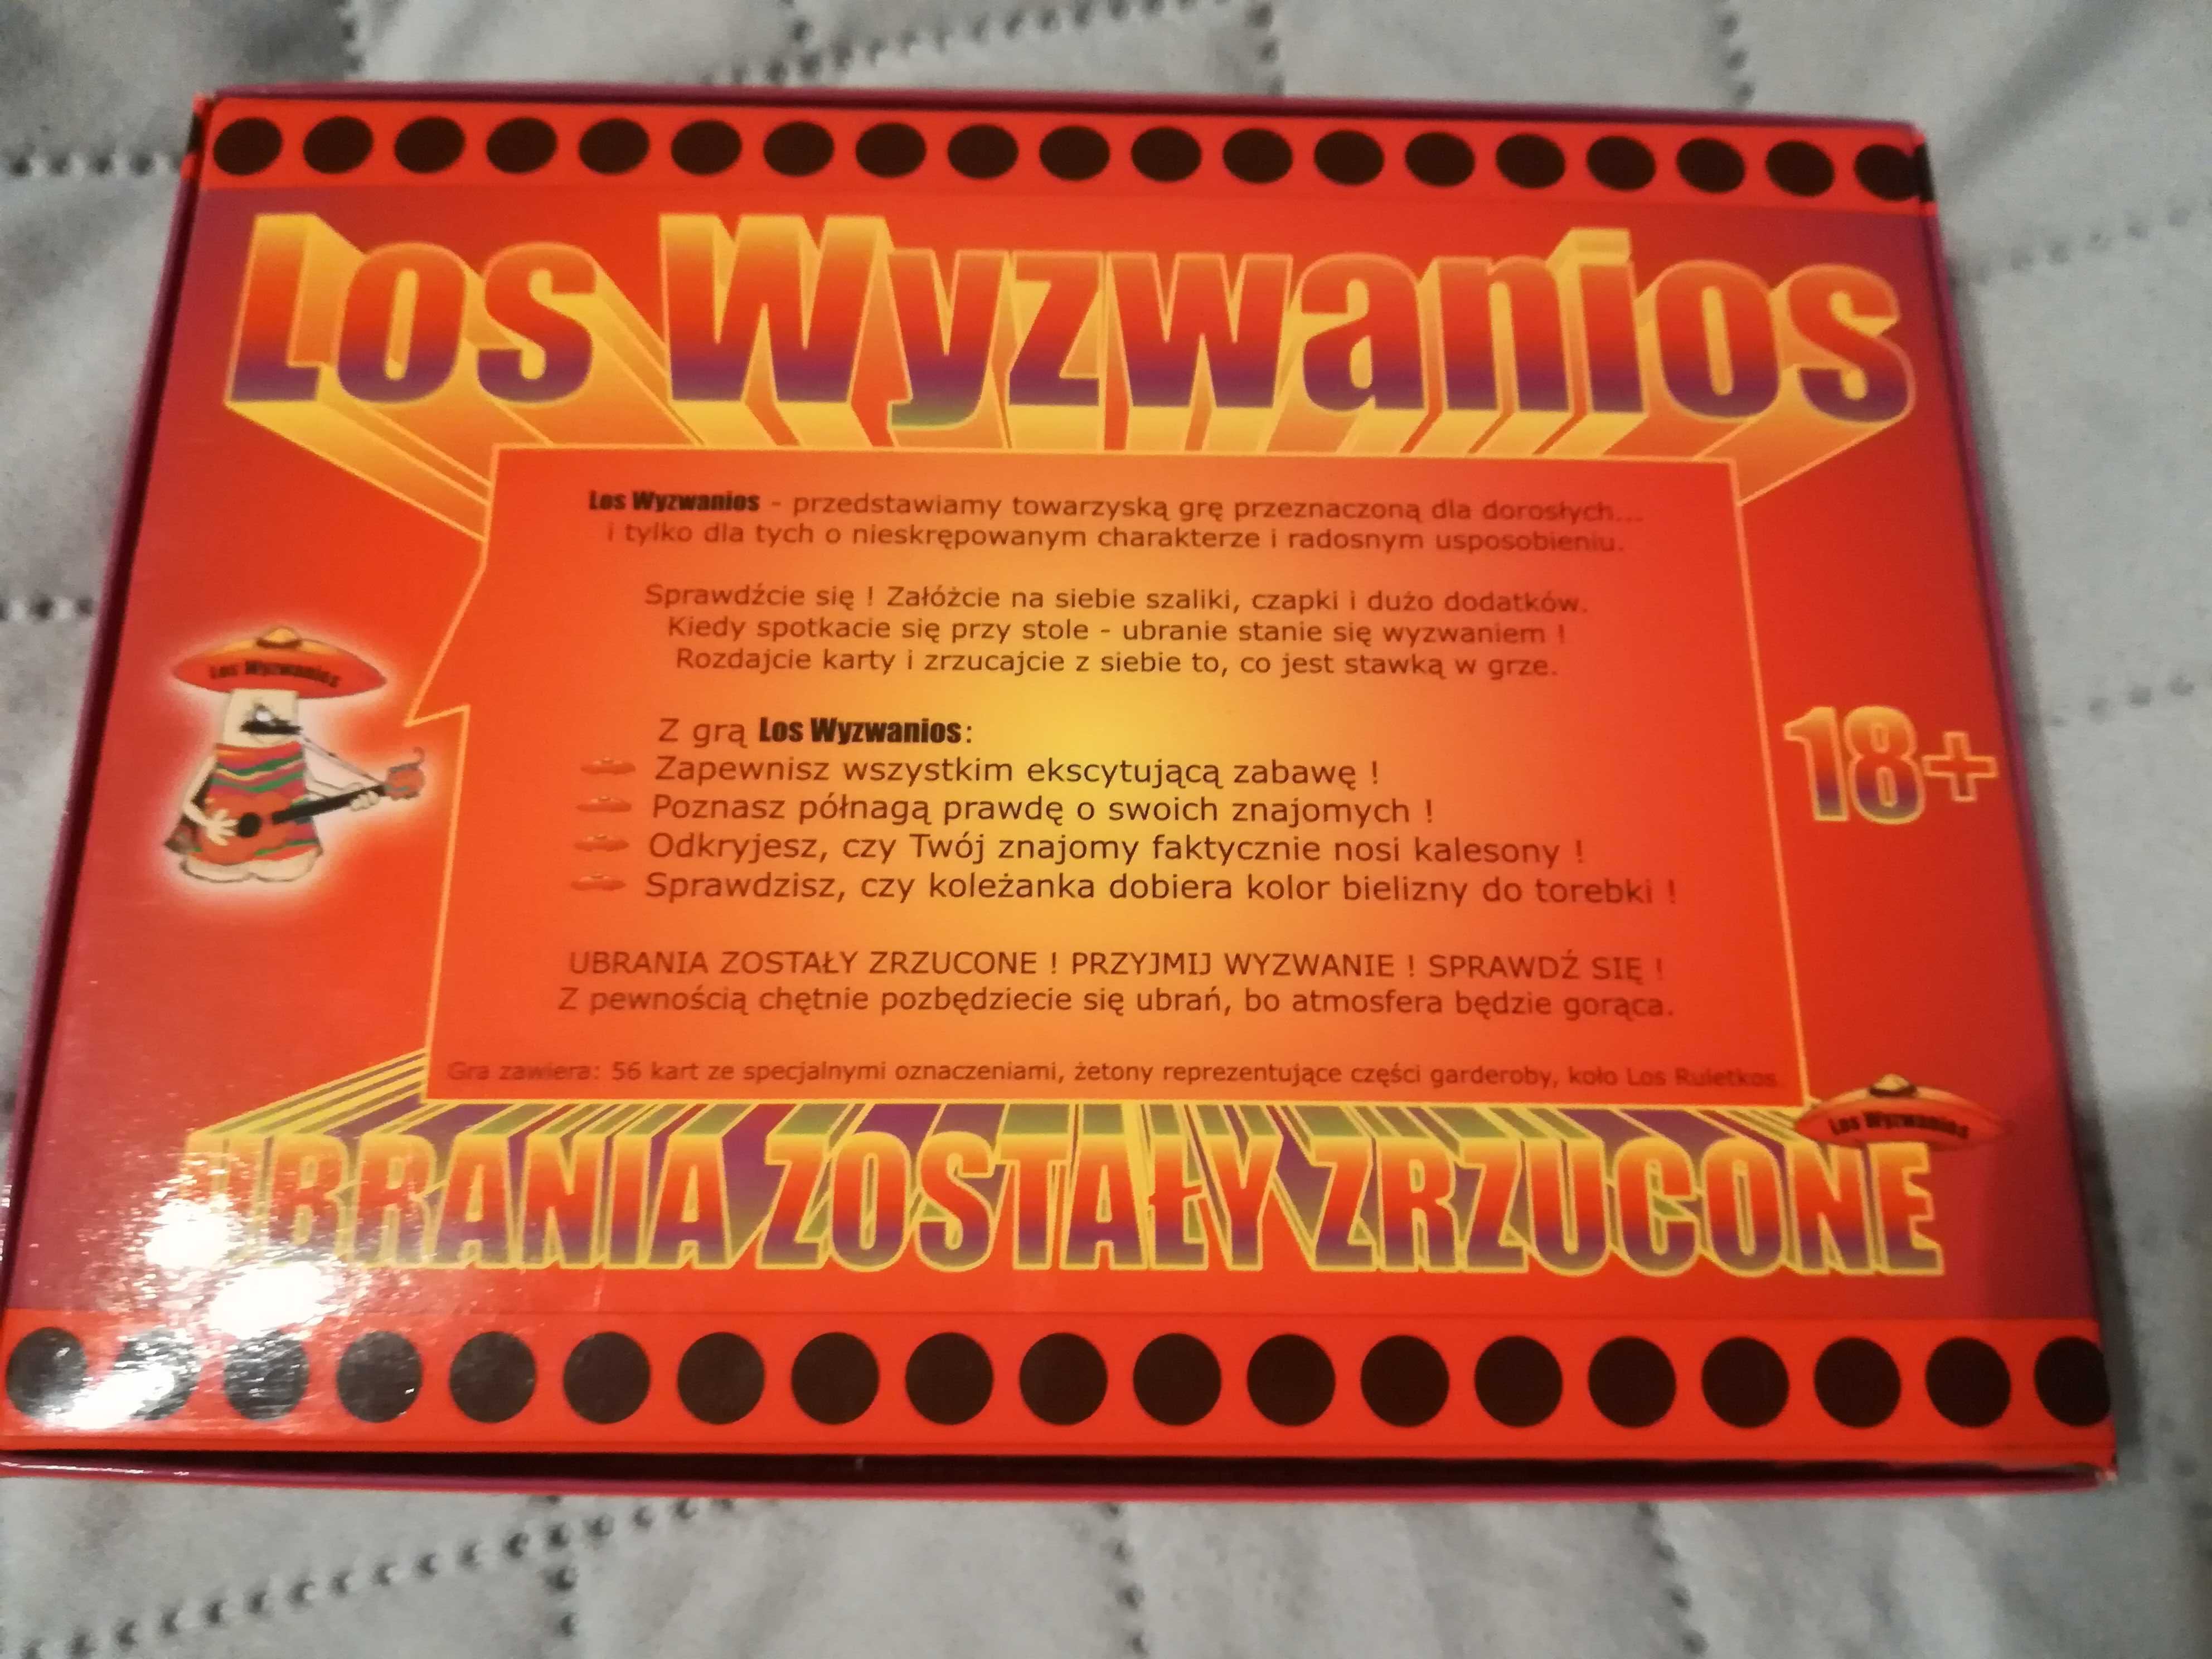 Los Wyzwanios
Los Wyzwanios - przedstawiamy towarzyską grę przeznaczoną dla dorosłych...
i tylko dla tych o nieskrępowanym charakterze i radosnym usposobieniu.
Sprawdźcie się ! Załóżcie na siebie szaliki, czapki i dużo dodatków.
Kiedy spotkacie się przy stole - ubranie stanie się wyzwaniem !
Rozdajcie karty i zrzucajcie z siebie to, co jest stawką w grze.
Los Wyzwanios
Z grą Los Wyzwanios:
Zapewnisz wszystkim ekscytującą zabawę !
Poznasz półnagą prawdę o swoich znajomych !
Odkryjesz, czy Twój znajomy faktycznie nosi kalesony !
Sprawdzisz, czy koleżanka dobiera kolor bielizny do torebki !
18+
UBRANIA ZOSTAŁY ZRZUCONE ! PRZYJMIJ WYZWANIE ! SPRAWDŹ SIĘ !
Z pewnością chętnie pozbędziecie się ubrań, bo atmosfera będzie gorąca.
Gra zawiera: 56 kart ze specjalnymi oznaczeniami, żetony reprezentujące części garderoby, koło Los Ruletkos
Los Wyzwanios
UBRANIA ZOSTAŁY ZRZUCONE